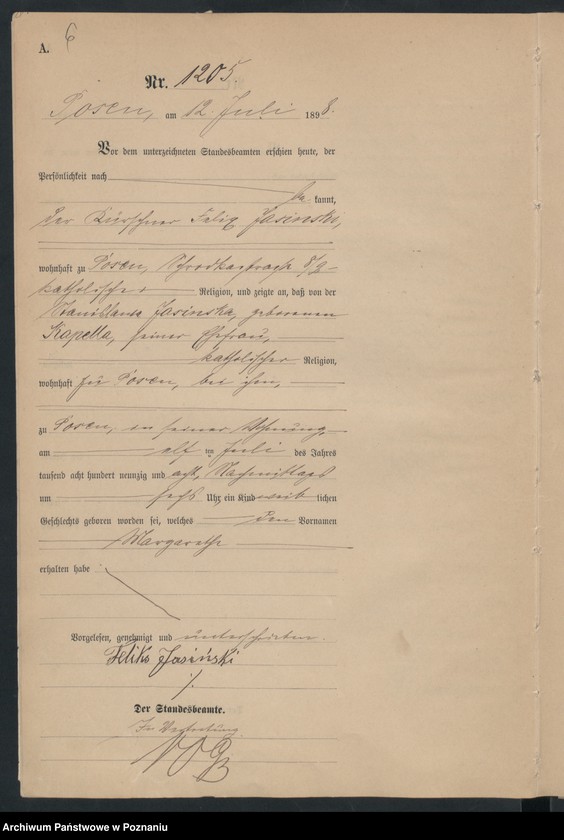 A. 6
Nr. 1205.
Posen, am 12. Juli 1898.
Vor dem unterzeichneten Standesbeamten erschien heute, der
Persönlichkeit nach
be kannt,
der Kürschner Felix Jasinski,
wohnhaft zu Posen, 8/9
katholischer Religion, und zeigte an, daß von der
Stanislawa Jasinska, geborenen
Kapella, seiner Ehefrau,
katholischer Religion,
wohnhaft zu Posen, bei ihm,
zu Posen, in seiner Wohnung,
am elf ten Juli des Jahres
tausend acht hundert neunzig und acht, Nachmittags
um sechs Uhr, ein Kind weib lichen
Geschlechts geboren worden sei, welches den Vornamen
Margarethe
erhalten habe
Vorgelesen, genehmigt und unterschrieben.
Feliks Jasiński
Der Standesbeamte.
In Vertretung
Archiwum Państwowe w Poznaniu